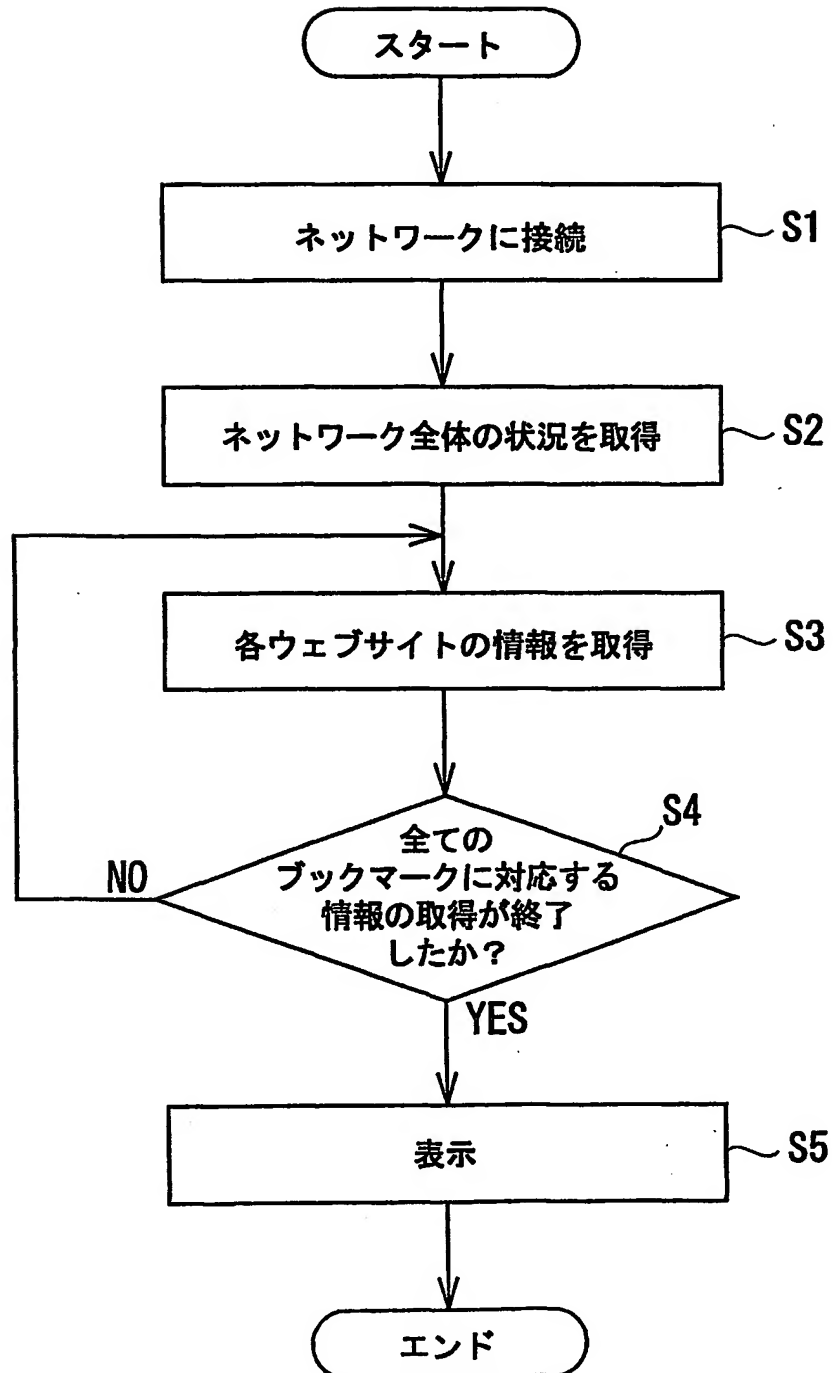 スタート
ネットワークに接続
S1
ネットワーク全体の状況を取得
S2
各ウェブサイトの情報を取得
S3
S4
全ての
ブックマークに対応する
情報の取得が終了
したか？
NO
YES
表示
S5
エンド